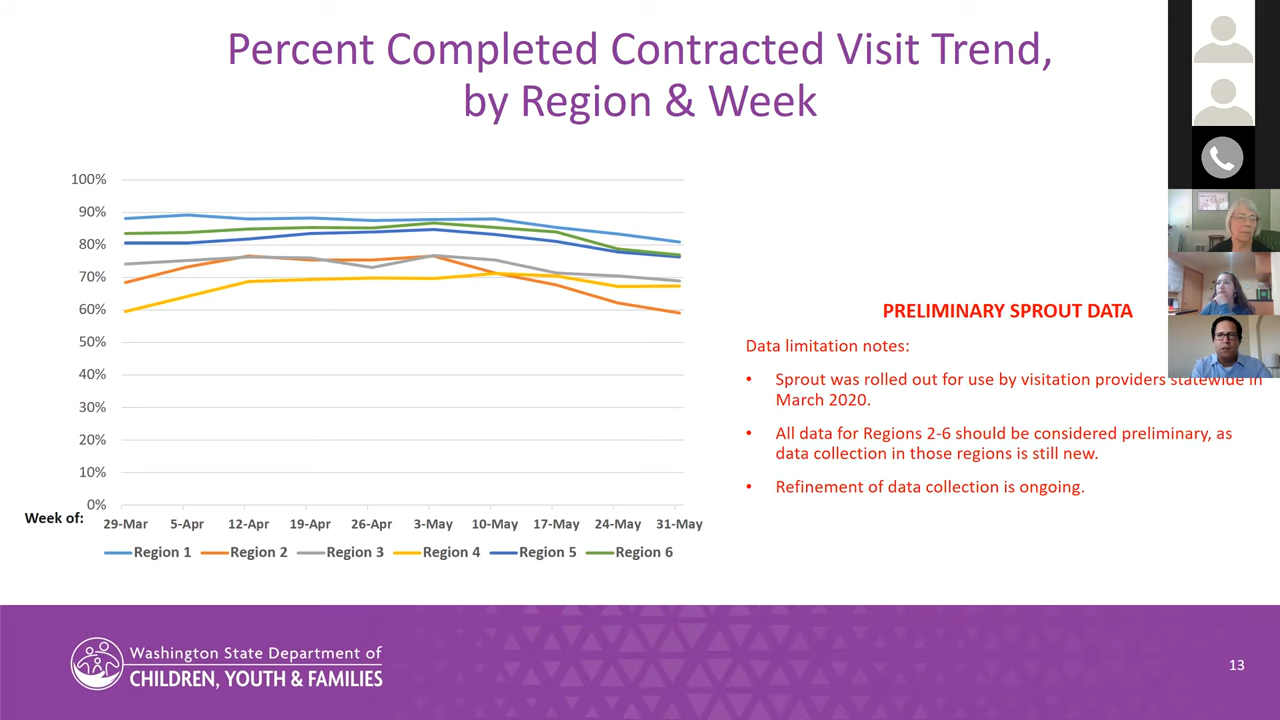 Percent Completed Contracted Visit Trend,
by Region & Week
100%
90%
80%
70%
60%
50%
40%
30%
20%
10%
0%
Week of:
29-Mar 5-Apr 12-Apr 19-Apr 26-Apr 3-May 10-May 17-May 24-May 31-May
Region 1 Region 2 Region 3 Region 4 Region 5 Region 6
PRELIMINARY SPROUT DATA
Data limitation notes:
• Sprout was rolled out for use by visitation providers statewide in
March 2020.
• All data for Regions 2-6 should be considered preliminary, as
data collection in those regions is still new.
• Refinement of data collection is ongoing.
Washington State Department of
CHILDREN, YOUTH & FAMILIES
13